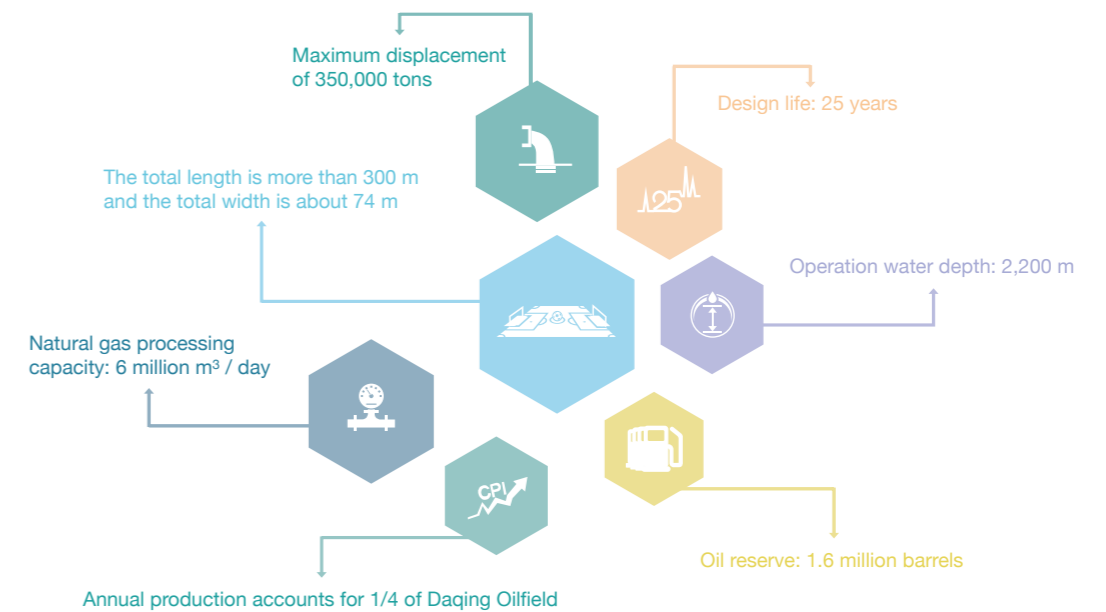 Maximum displacement
of 350,000 tons
Design life: 25 years
25
The total length is more than 300 m
and the total width is about 74 m
Operation water depth: 2,200 m
Natural gas processing
capacity: 6 million m³ / day
CPI
Oil reserve: 1.6 million barrels
Annual production accounts for 1/4 of Daqing Oilfield